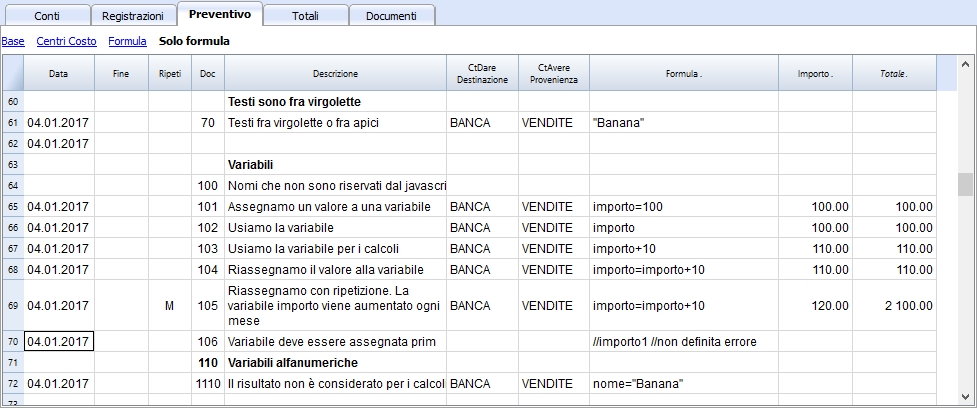 Conti Registrazioni Preventivo Totali Documenti
Base Centri Costo Formula Solo formula
Data Fine Ripeti Doc Descrizione CtDare Destinazione CtAvere Provenienza Formula . Importo . Totale .
60 Testi sono fra virgolette
61 04.01.2017 70 Testi fra virgolette o fra apici BANCA VENDITE "Banana"
62 04.01.2017
63 Variabili
64 100 Nomi che non sono riservati dal javascri
65 04.01.2017 101 Assegnamo un valore a una variabile BANCA VENDITE importo=100 100.00 100.00
66 04.01.2017 102 Usiamo la variabile BANCA VENDITE importo 100.00 100.00
67 04.01.2017 103 Usiamo la variabile per i calcoli BANCA VENDITE importo+10 110.00 110.00
68 04.01.2017 104 Riassegnamo il valore alla variabile BANCA VENDITE importo=importo+10 110.00 110.00
69 04.01.2017 M 105 Riassegnamo con ripetizione. La
variabile importo viene aumentato ogni
mese BANCA VENDITE importo=importo+10 120.00 2 100.00
70 04.01.2017 106 Variabile deve essere assegnata prim //importo1 //non definita errore
71 110 Variabili alfanumeriche
72 04.01.2017 1110 Il risultato non è considerato per i calcoli BANCA VENDITE nome="Banana"